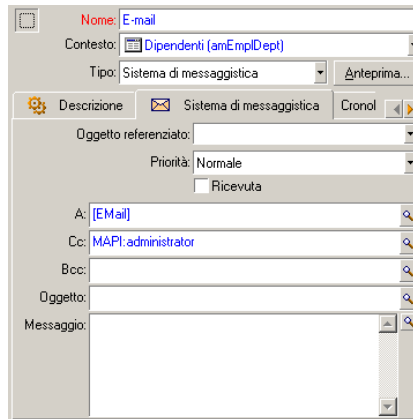 Nome: E-mail
Contesto: Dipendenti (amEmplDept)
Tipo: Sistema di messaggistica Anteprima...
Descrizione Sistema di messaggistica Cronol
Oggetto referenziato:
Priorità: Normale
Ricevuta
A: [EMail]
Cc: MAPI:administrator
Bcc:
Oggetto:
Messaggio: